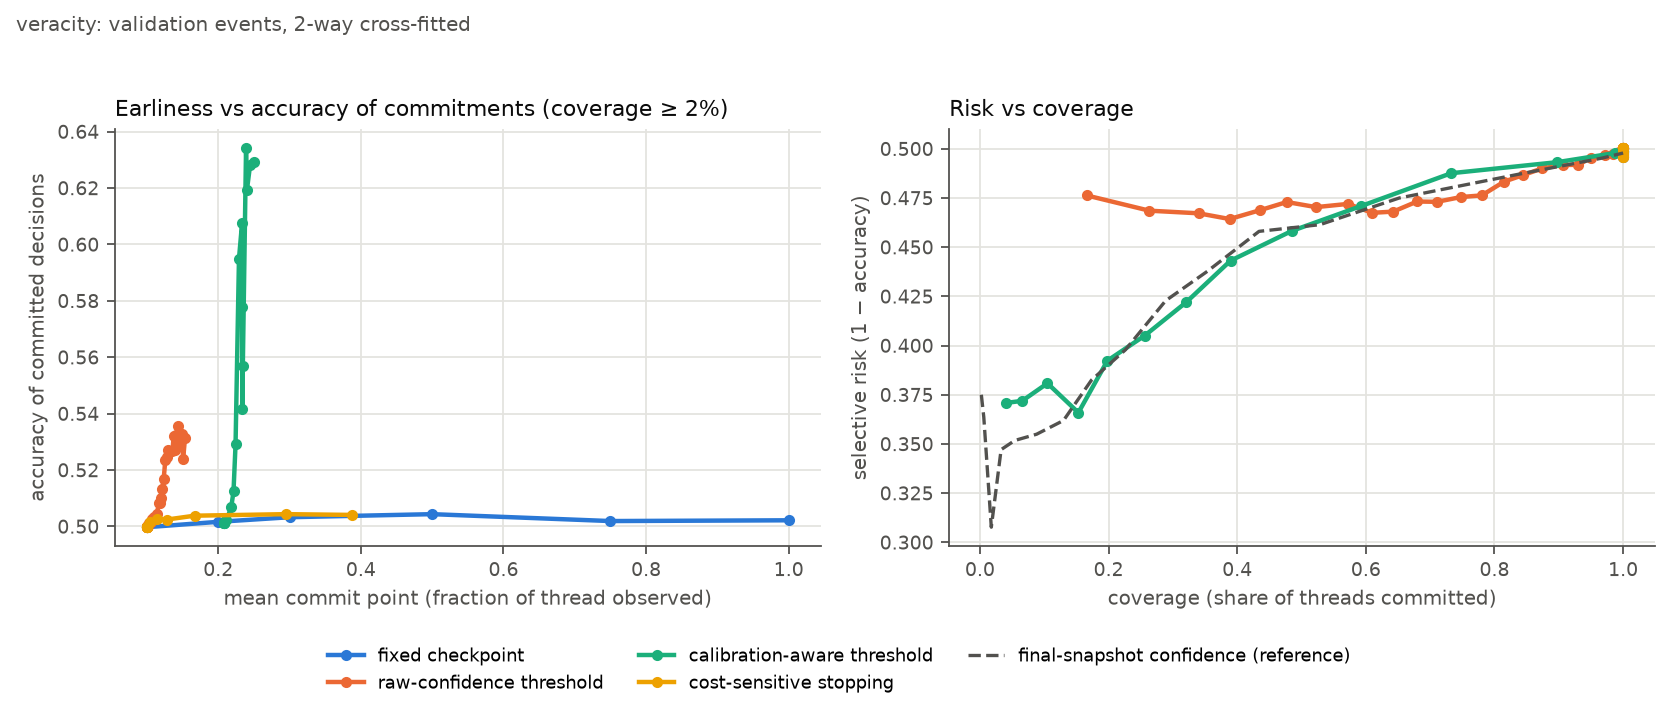 veracity: validation events, 2-way cross-fitted
Earliness vs accuracy of commitments (coverage ≥ 2%)
0.64
0.62
0.60
0.58
0.56
0.54
0.52
0.50
accuracy of committed decisions
0.2
0.4
0.6
0.8
1.0
mean commit point (fraction of thread observed)
Risk vs coverage
0.500
0.475
0.450
0.425
0.400
0.375
0.350
0.325
0.300
selective risk (1 − accuracy)
0.0
0.2
0.4
0.6
0.8
1.0
coverage (share of threads committed)
fixed checkpoint
raw-confidence threshold
calibration-aware threshold
cost-sensitive stopping
final-snapshot confidence (reference)